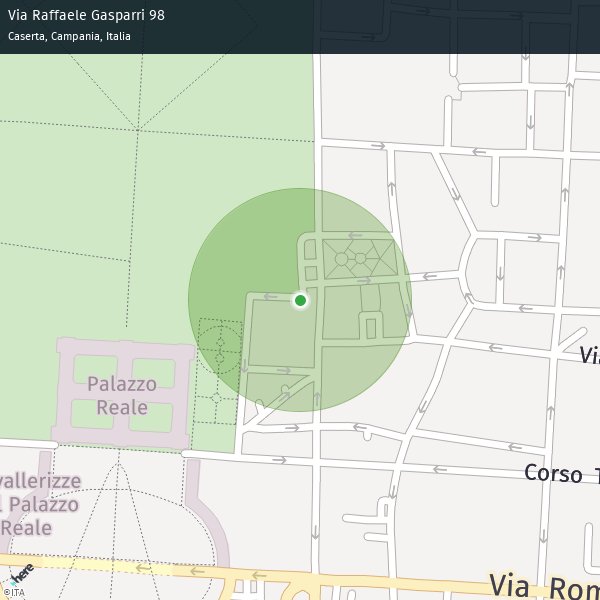 Via Raffaele Gasparri 98
Caserta, Campania, Italia
Palazzo
Reale
Via
vallerizze
l Palazzo
Reale
Corso T
Via Rom
here
©ITA